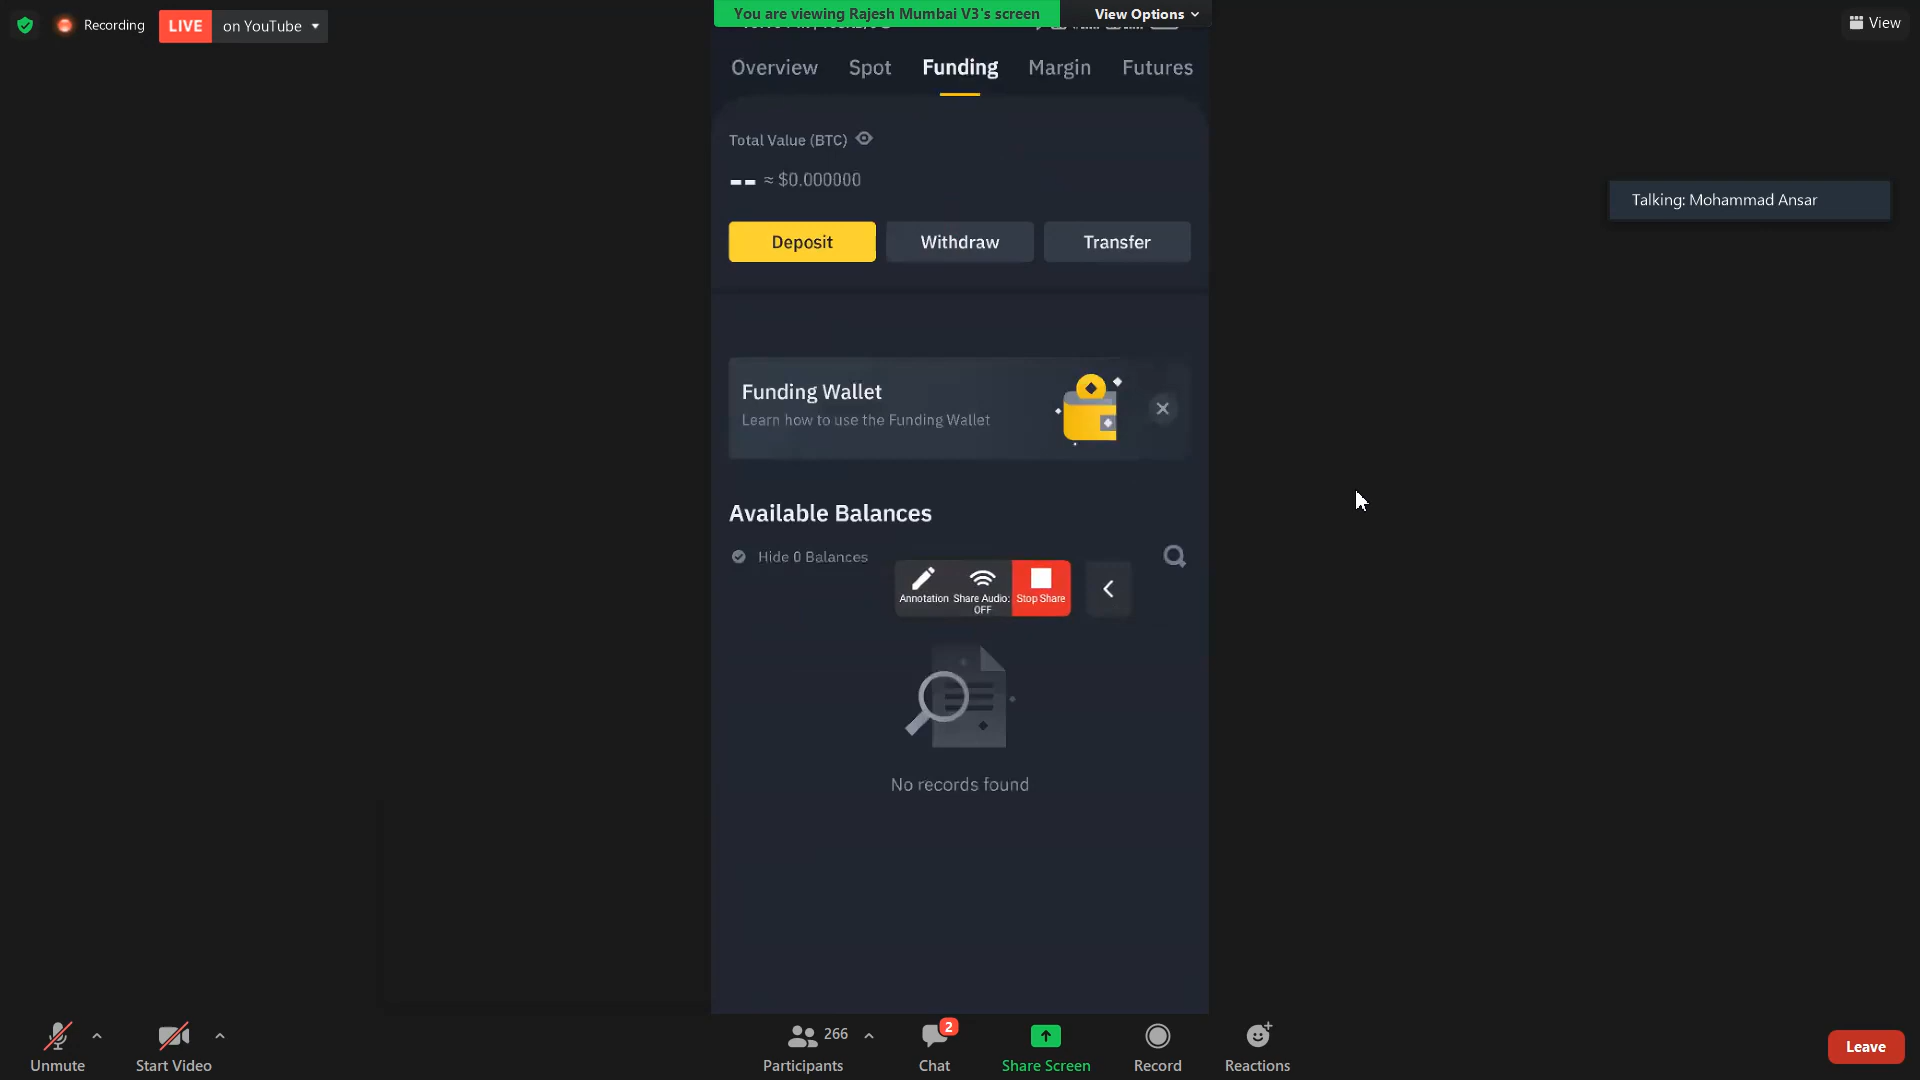 Recording
LIVE on YouTube
You are viewing Rajesh Mumbai V3's screen
View Options
View
Overview Spot Funding Margin Futures
Total Value (BTC)
-- ≈ $0.000000
Talking: Mohammad Ansar
Deposit Withdraw Transfer
Funding Wallet
Learn how to use the Funding Wallet
Available Balances
Hide 0 Balances
Annotation Share Audio: OFF Stop Share
No records found
Unmute Start Video
266
Participants
2
Chat
Share Screen
Record
Reactions
Leave